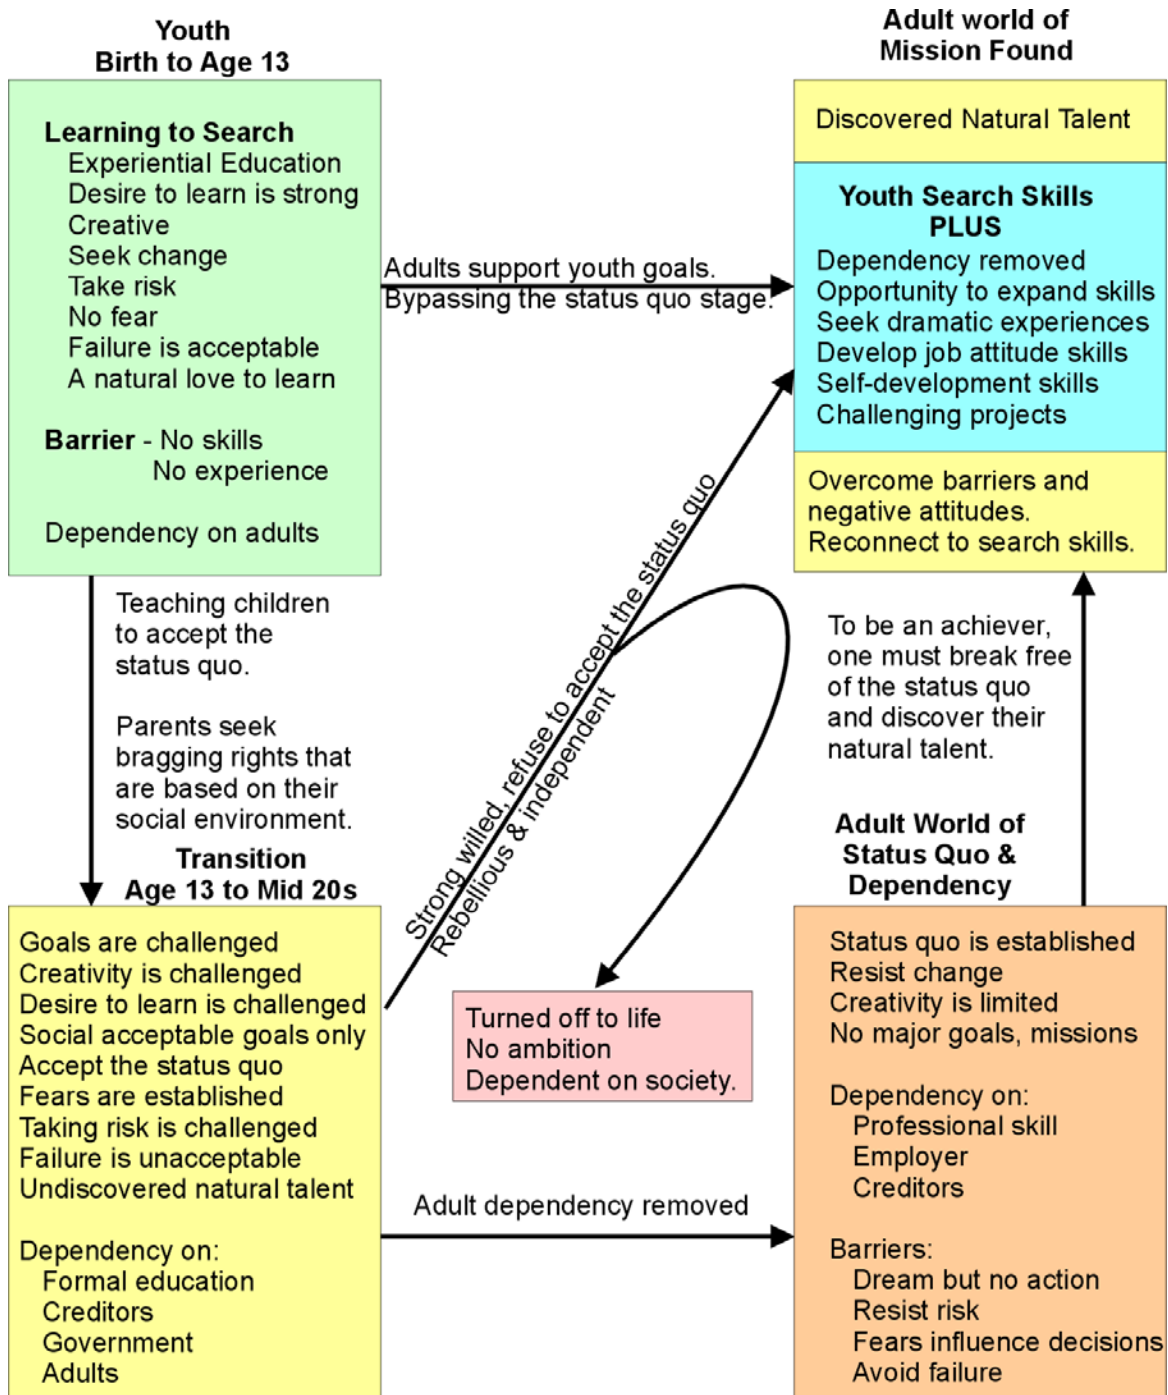 Youth
Birth to Age 13
Learning to Search
Experiential Education
Desire to learn is strong
Creative
Seek change
Take risk
No fear
Failure is acceptable
A natural love to learn
Barrier - No skills
No experience
Dependency on adults
Adults support youth goals.
Bypassing the status quo stage.
Adult world of
Mission Found
Discovered Natural Talent
Youth Search Skills
PLUS
Dependency removed
Opportunity to expand skills
Seek dramatic experiences
Develop job attitude skills
Self-development skills
Challenging projects
Overcome barriers and
negative attitudes.
Reconnect to search skills.
Teaching children
to accept the
status quo.
Parents seek
bragging rights that
are based on their
social environment.
Strong willed, refuse to accept the status quo
Rebellious & independent
To be an achiever,
one must break free
of the status quo
and discover their
natural talent.
Transition
Age 13 to Mid 20s
Goals are challenged
Creativity is challenged
Desire to learn is challenged
Social acceptable goals only
Accept the status quo
Fears are established
Taking risk is challenged
Failure is unacceptable
Undiscovered natural talent
Dependency on:
Formal education
Creditors
Government
Adults
Turned off to life
No ambition
Dependent on society.
Adult dependency removed
Adult World of
Status Quo &
Dependency
Status quo is established
Resist change
Creativity is limited
No major goals, missions
Dependency on:
Professional skill
Employer
Creditors
Barriers:
Dream but no action
Resist risk
Fears influence decisions
Avoid failure